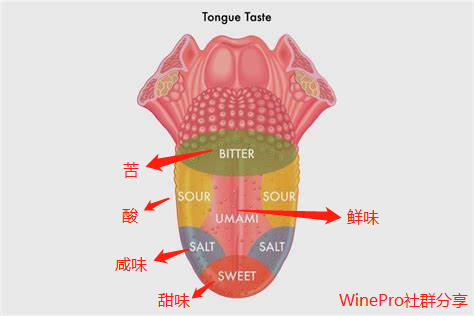 Tongue Taste
BITTER
苦
SOUR
SOUR
酸
UMAMI
鲜味
SALT
SALT
咸味
SWEET
甜味
WinePro社群分享